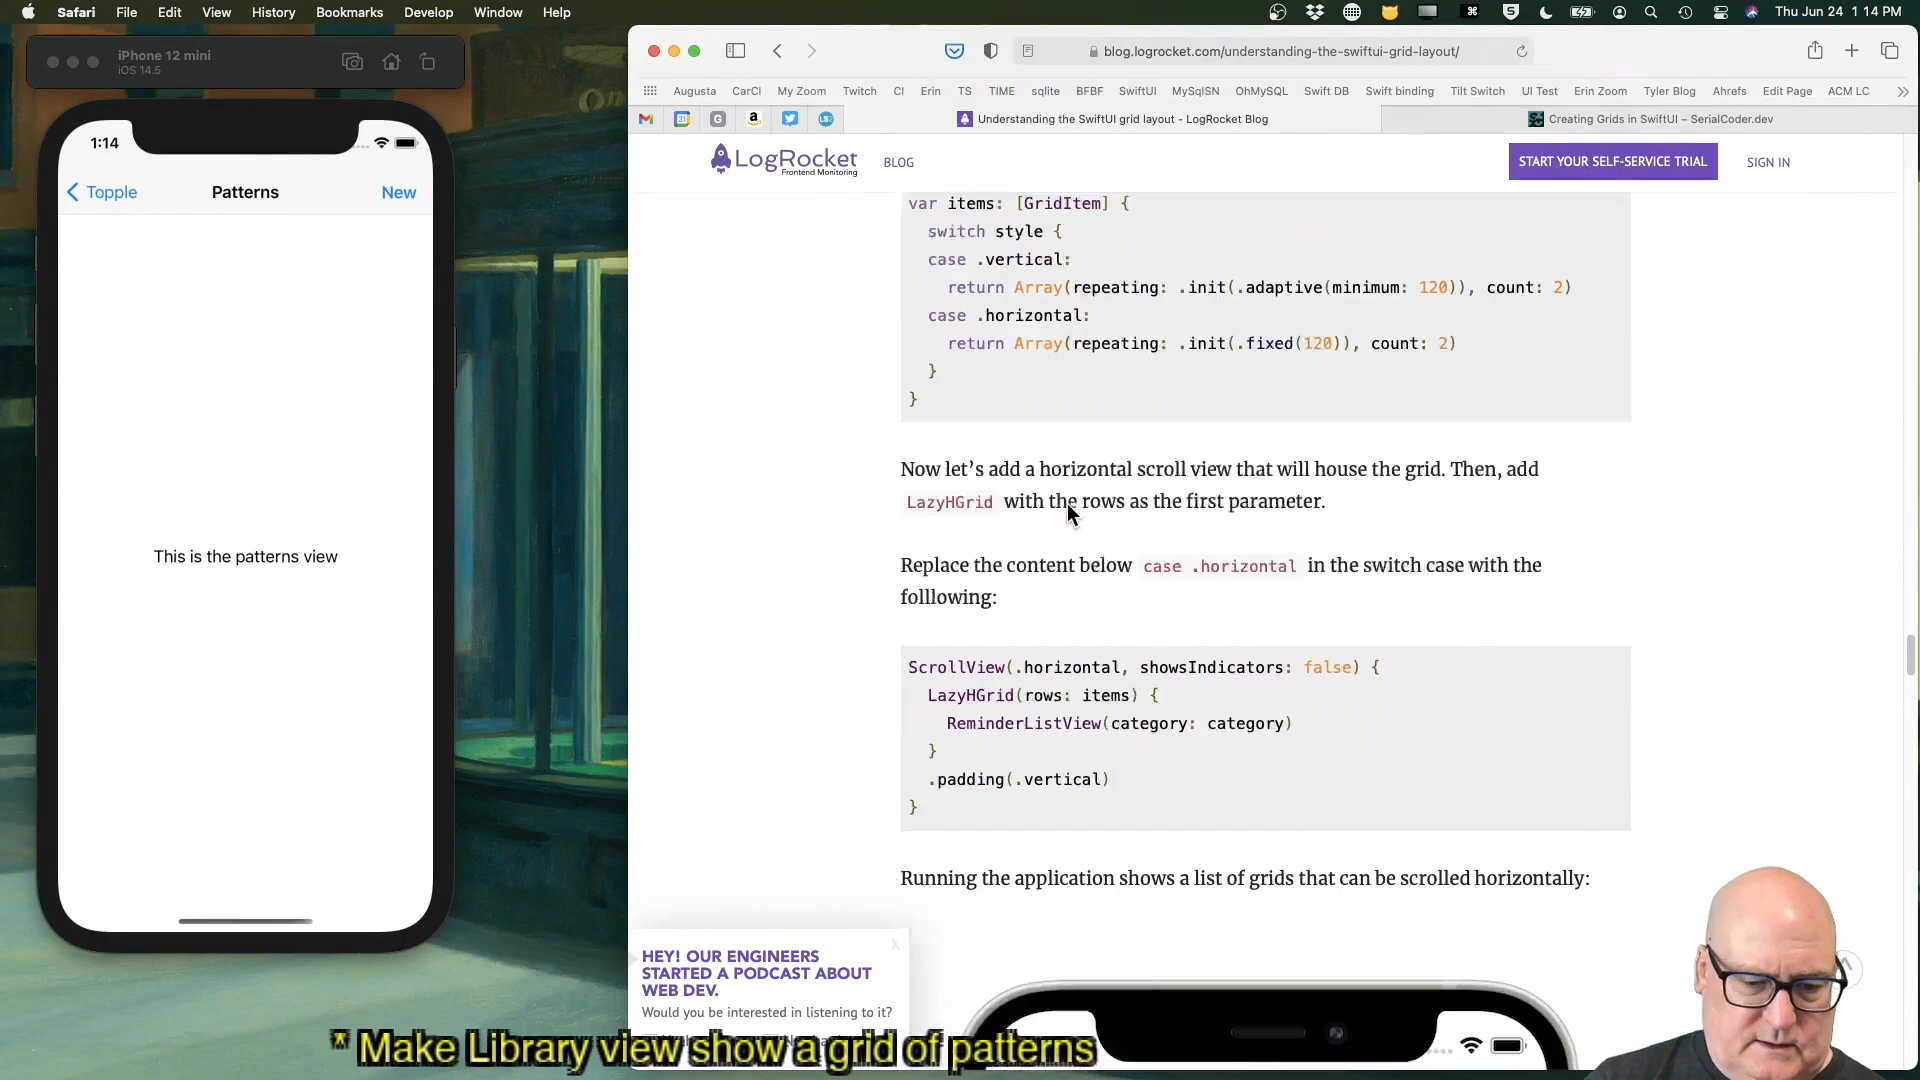 Safari File Edit View History Bookmarks Develop Window Help
Thu Jun 24 1 14 PM
iPhone 12 mini
iOS 14.5
1:14
Topple Patterns New
This is the patterns view
blog.logrocket.com/understanding-the-swiftui-grid-layout/
Augusta CarCl My Zoom Twitch CI Erin TS TIME sqlite BFBF SwiftUI MySqlSN OhMySQL Swift DB Swift binding Tilt Switch UI Test Erin Zoom Tyler Blog Ahrefs Edit Page ACM LC
Understanding the SwiftUI grid layout - LogRocket Blog
Creating Grids in SwiftUI – SerialCoder.dev
LogRocket
Frontend Monitoring
BLOG
START YOUR SELF-SERVICE TRIAL
SIGN IN
var items: [GridItem] {
switch style {
case .vertical:
return Array(repeating: .init(.adaptive(minimum: 120)), count: 2)
case .horizontal:
return Array(repeating: .init(.fixed(120)), count: 2)
}
}
Now let’s add a horizontal scroll view that will house the grid. Then, add
LazyHGrid with the rows as the first parameter.
Replace the content below case .horizontal in the switch case with the
folllowing:
ScrollView(.horizontal, showsIndicators: false) {
LazyHGrid(rows: items) {
ReminderListView(category: category)
}
.padding(.vertical)
}
Running the application shows a list of grids that can be scrolled horizontally:
X
HEY! OUR ENGINEERS
STARTED A PODCAST ABOUT
WEB DEV.
Would you be interested in listening to it?
* Make Library view show a grid of patterns